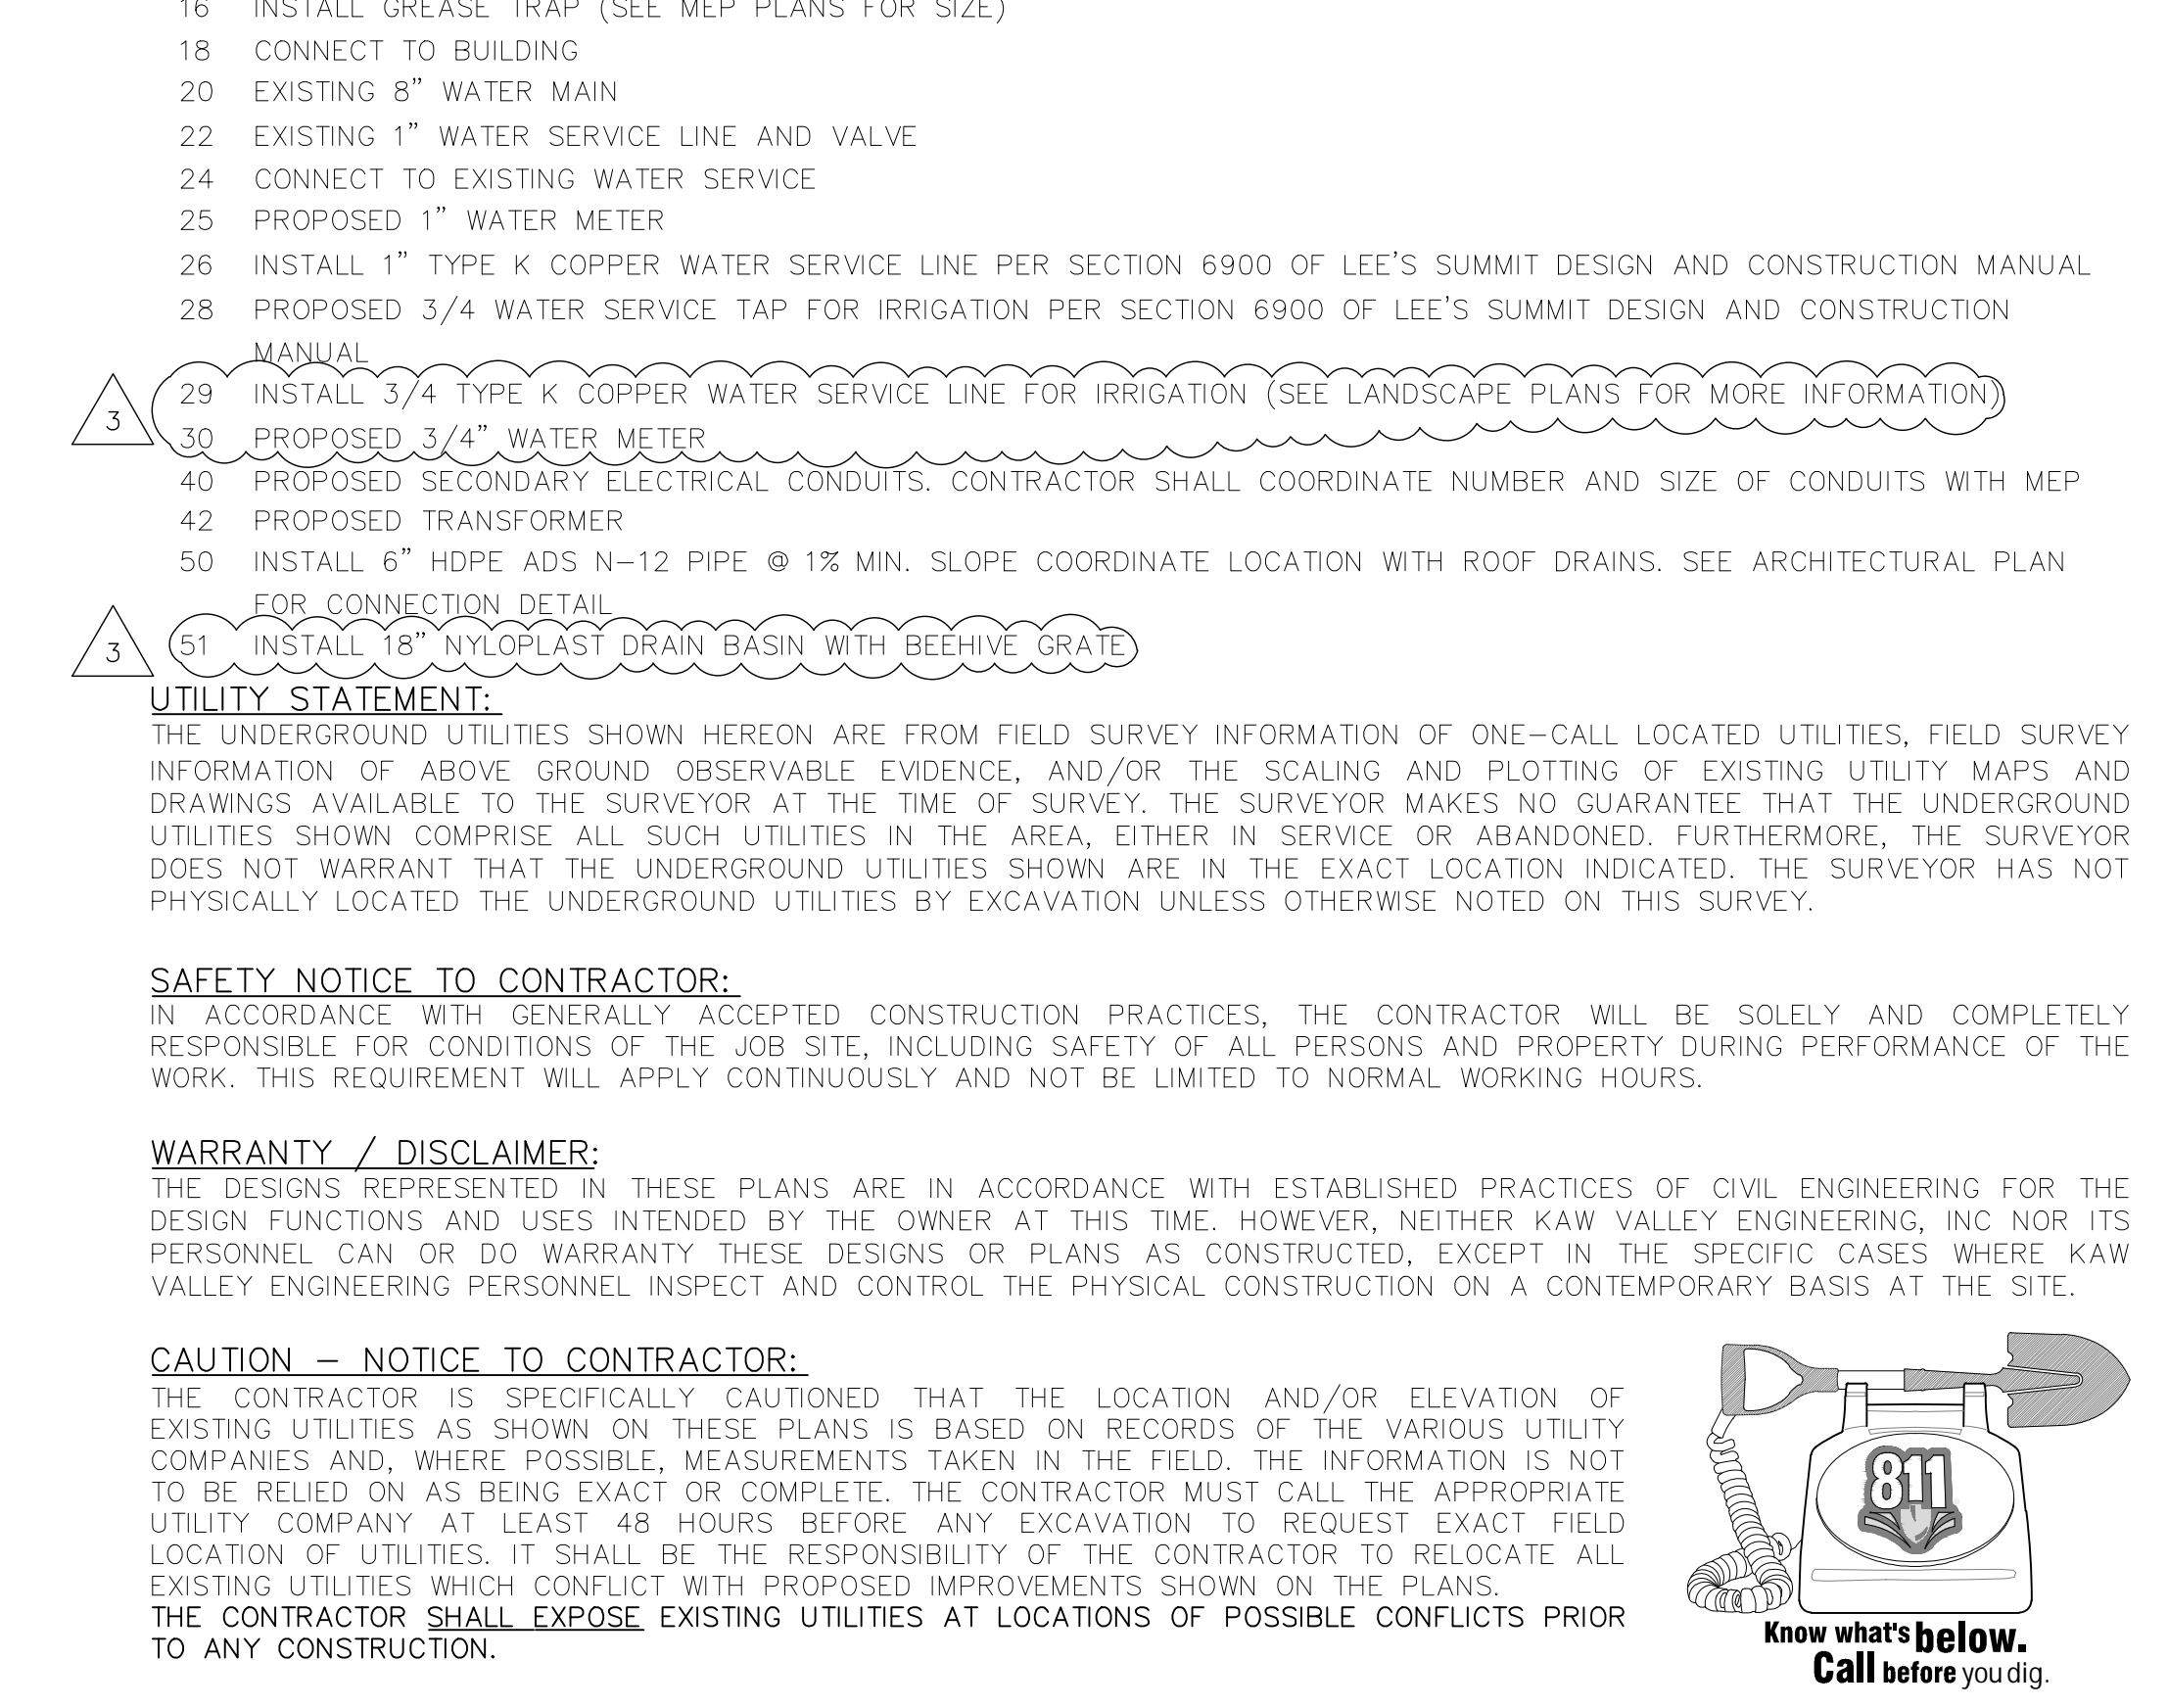 16 INSTALL GREASE TRAP (SEE MEP PLANS FOR SIZE)
18 CONNECT TO BUILDING
20 EXISTING 8” WATER MAIN
22 EXISTING 1” WATER SERVICE LINE AND VALVE
24 CONNECT TO EXISTING WATER SERVICE
25 PROPOSED 1” WATER METER
26 INSTALL 1” TYPE K COPPER WATER SERVICE LINE PER SECTION 6900 OF LEE’S SUMMIT DESIGN AND CONSTRUCTION MANUAL
28 PROPOSED 3/4 WATER SERVICE TAP FOR IRRIGATION PER SECTION 6900 OF LEE’S SUMMIT DESIGN AND CONSTRUCTION
MANUAL
29 INSTALL 3/4 TYPE K COPPER WATER SERVICE LINE FOR IRRIGATION (SEE LANDSCAPE PLANS FOR MORE INFORMATION)
3
30 PROPOSED 3/4” WATER METER
40 PROPOSED SECONDARY ELECTRICAL CONDUITS. CONTRACTOR SHALL COORDINATE NUMBER AND SIZE OF CONDUITS WITH MEP
42 PROPOSED TRANSFORMER
50 INSTALL 6” HDPE ADS N-12 PIPE @ 1% MIN. SLOPE COORDINATE LOCATION WITH ROOF DRAINS. SEE ARCHITECTURAL PLAN
FOR CONNECTION DETAIL
3 51 INSTALL 18” NYLOPLAST DRAIN BASIN WITH BEEHIVE GRATE
UTILITY STATEMENT:
THE UNDERGROUND UTILITIES SHOWN HEREON ARE FROM FIELD SURVEY INFORMATION OF ONE-CALL LOCATED UTILITIES, FIELD SURVEY
INFORMATION OF ABOVE GROUND OBSERVABLE EVIDENCE, AND/OR THE SCALING AND PLOTTING OF EXISTING UTILITY MAPS AND
DRAWINGS AVAILABLE TO THE SURVEYOR AT THE TIME OF SURVEY. THE SURVEYOR MAKES NO GUARANTEE THAT THE UNDERGROUND
UTILITIES SHOWN COMPRISE ALL SUCH UTILITIES IN THE AREA, EITHER IN SERVICE OR ABANDONED. FURTHERMORE, THE SURVEYOR
DOES NOT WARRANT THAT THE UNDERGROUND UTILITIES SHOWN ARE IN THE EXACT LOCATION INDICATED. THE SURVEYOR HAS NOT
PHYSICALLY LOCATED THE UNDERGROUND UTILITIES BY EXCAVATION UNLESS OTHERWISE NOTED ON THIS SURVEY.
SAFETY NOTICE TO CONTRACTOR:
IN ACCORDANCE WITH GENERALLY ACCEPTED CONSTRUCTION PRACTICES, THE CONTRACTOR WILL BE SOLELY AND COMPLETELY
RESPONSIBLE FOR CONDITIONS OF THE JOB SITE, INCLUDING SAFETY OF ALL PERSONS AND PROPERTY DURING PERFORMANCE OF THE
WORK. THIS REQUIREMENT WILL APPLY CONTINUOUSLY AND NOT BE LIMITED TO NORMAL WORKING HOURS.
WARRANTY / DISCLAIMER:
THE DESIGNS REPRESENTED IN THESE PLANS ARE IN ACCORDANCE WITH ESTABLISHED PRACTICES OF CIVIL ENGINEERING FOR THE
DESIGN FUNCTIONS AND USES INTENDED BY THE OWNER AT THIS TIME. HOWEVER, NEITHER KAW VALLEY ENGINEERING, INC NOR ITS
PERSONNEL CAN OR DO WARRANTY THESE DESIGNS OR PLANS AS CONSTRUCTED, EXCEPT IN THE SPECIFIC CASES WHERE KAW
VALLEY ENGINEERING PERSONNEL INSPECT AND CONTROL THE PHYSICAL CONSTRUCTION ON A CONTEMPORARY BASIS AT THE SITE.
CAUTION - NOTICE TO CONTRACTOR:
THE CONTRACTOR IS SPECIFICALLY CAUTIONED THAT THE LOCATION AND/OR ELEVATION OF
EXISTING UTILITIES AS SHOWN ON THESE PLANS IS BASED ON RECORDS OF THE VARIOUS UTILITY
COMPANIES AND, WHERE POSSIBLE, MEASUREMENTS TAKEN IN THE FIELD. THE INFORMATION IS NOT
TO BE RELIED ON AS BEING EXACT OR COMPLETE. THE CONTRACTOR MUST CALL THE APPROPRIATE
UTILITY COMPANY AT LEAST 48 HOURS BEFORE ANY EXCAVATION TO REQUEST EXACT FIELD
LOCATION OF UTILITIES. IT SHALL BE THE RESPONSIBILITY OF THE CONTRACTOR TO RELOCATE ALL
EXISTING UTILITIES WHICH CONFLICT WITH PROPOSED IMPROVEMENTS SHOWN ON THE PLANS.
THE CONTRACTOR SHALL EXPOSE EXISTING UTILITIES AT LOCATIONS OF POSSIBLE CONFLICTS PRIOR
TO ANY CONSTRUCTION.
811
Know what's below.
Call before you dig.